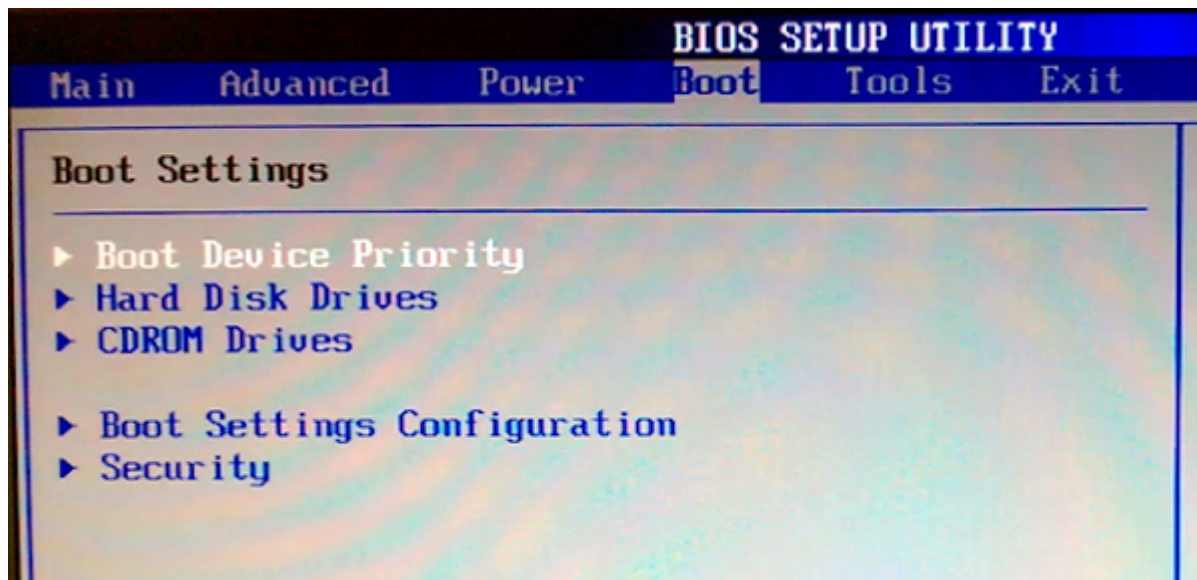 BIOS SETUP UTILITY
Main Advanced Power Boot Tools Exit
Boot Settings
Boot Device Priority
Hard Disk Drives
CDROM Drives
Boot Settings Configuration
Security